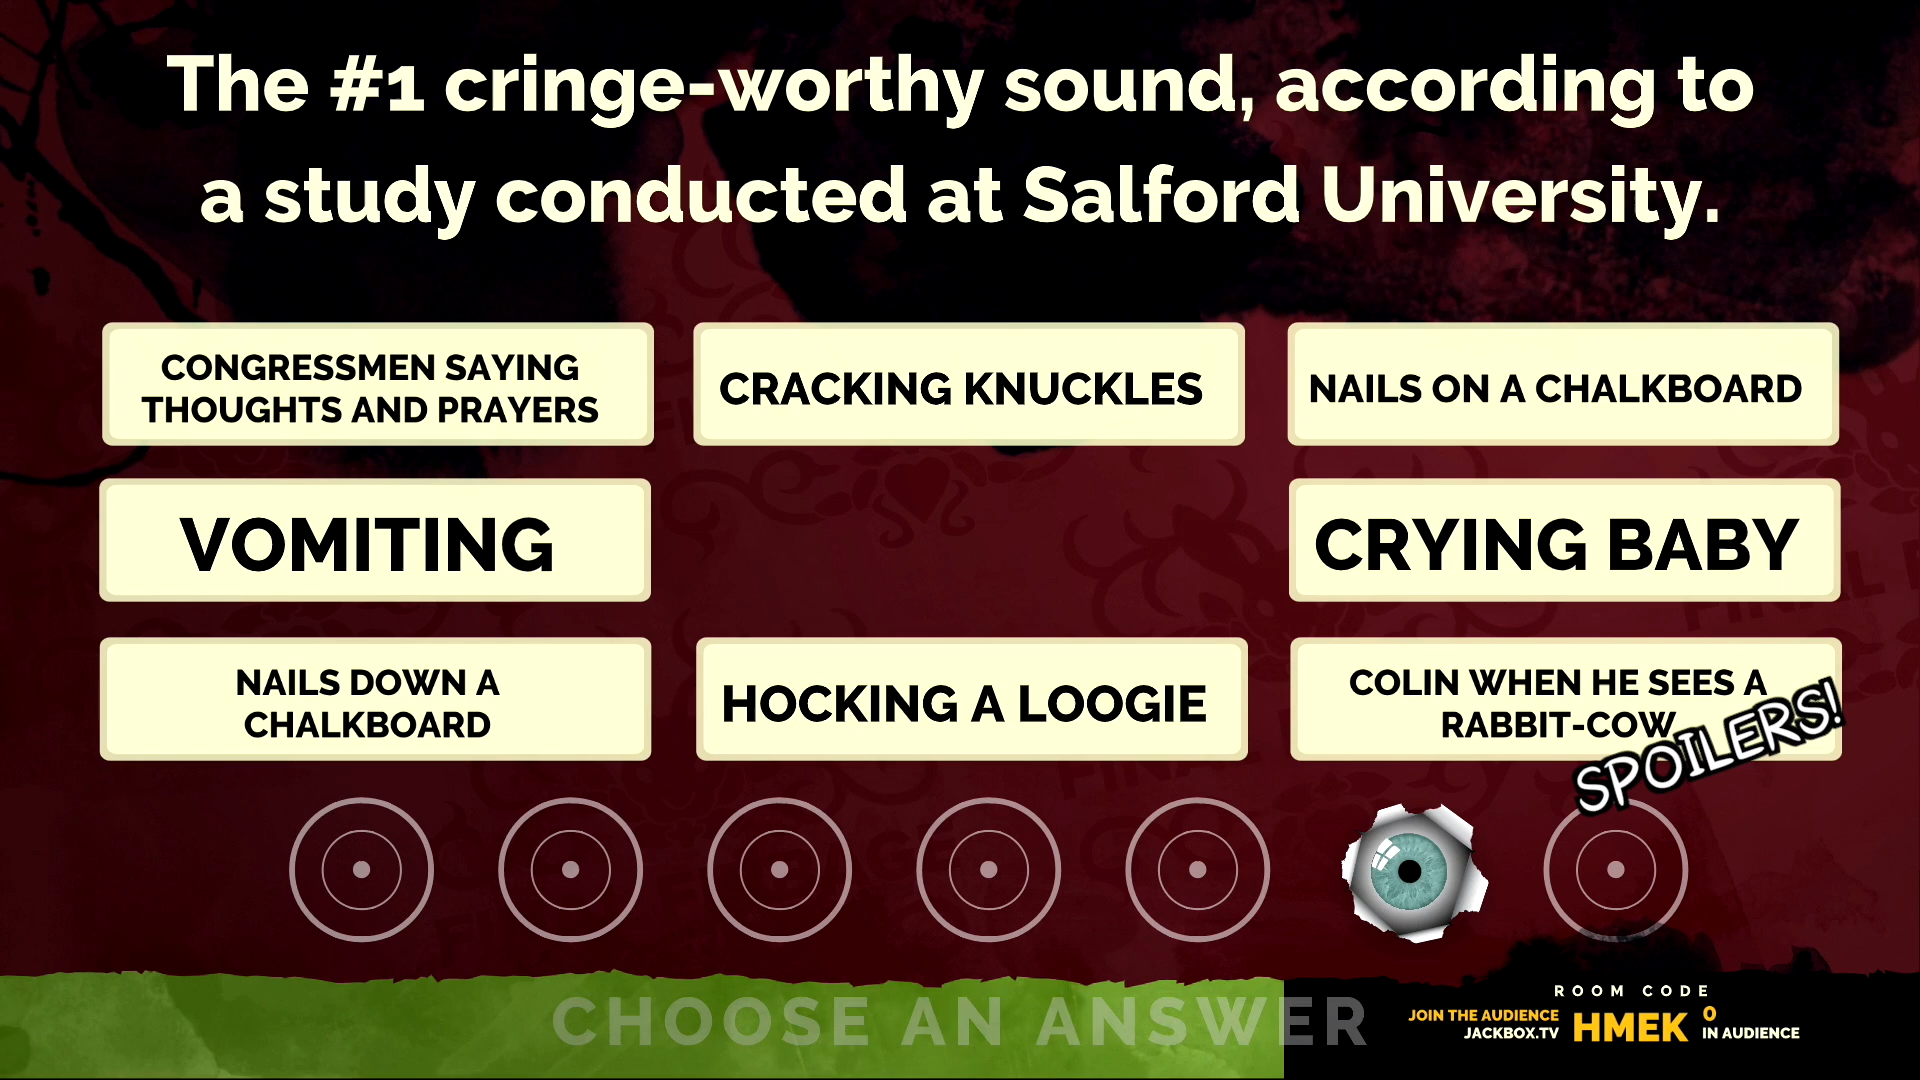 The #1 cringe-worthy sound, according to
a study conducted at Salford University.
CONGRESSMEN SAYING
THOUGHTS AND PRAYERS
CRACKING KNUCKLES
NAILS ON A CHALKBOARD
VOMITING
CRYING BABY
NAILS DOWN A
CHALKBOARD
HOCKING A LOOGIE
COLIN WHEN HE SEES A
RABBIT-COW
SPOILERS!
CHOOSE AN ANSWER
ROOM CODE
JOIN THE AUDIENCE
JACKBOX.TV
HMEK
0
IN AUDIENCE